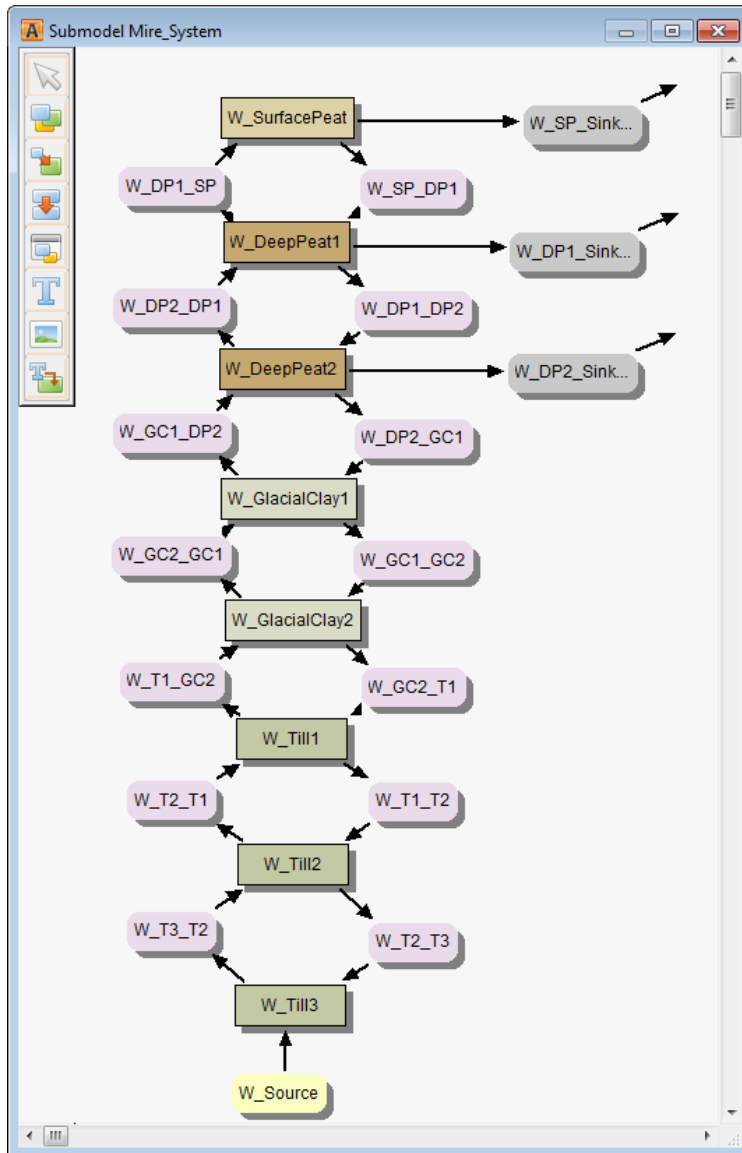 Submodel Mire_System
W_SurfacePeat
W_SP_Sink...
W_DP1_SP
W_SP_DP1
W_DeepPeat1
W_DP1_Sink...
W_DP2_DP1
W_DP1_DP2
W_DeepPeat2
W_DP2_Sink...
W_GC1_DP2
W_DP2_GC1
W_GlacialClay1
W_GC2_GC1
W_GC1_GC2
W_GlacialClay2
W_T1_GC2
W_GC2_T1
W_Till1
W_T2_T1
W_T1_T2
W_Till2
W_T3_T2
W_T2_T3
W_Till3
W_Source